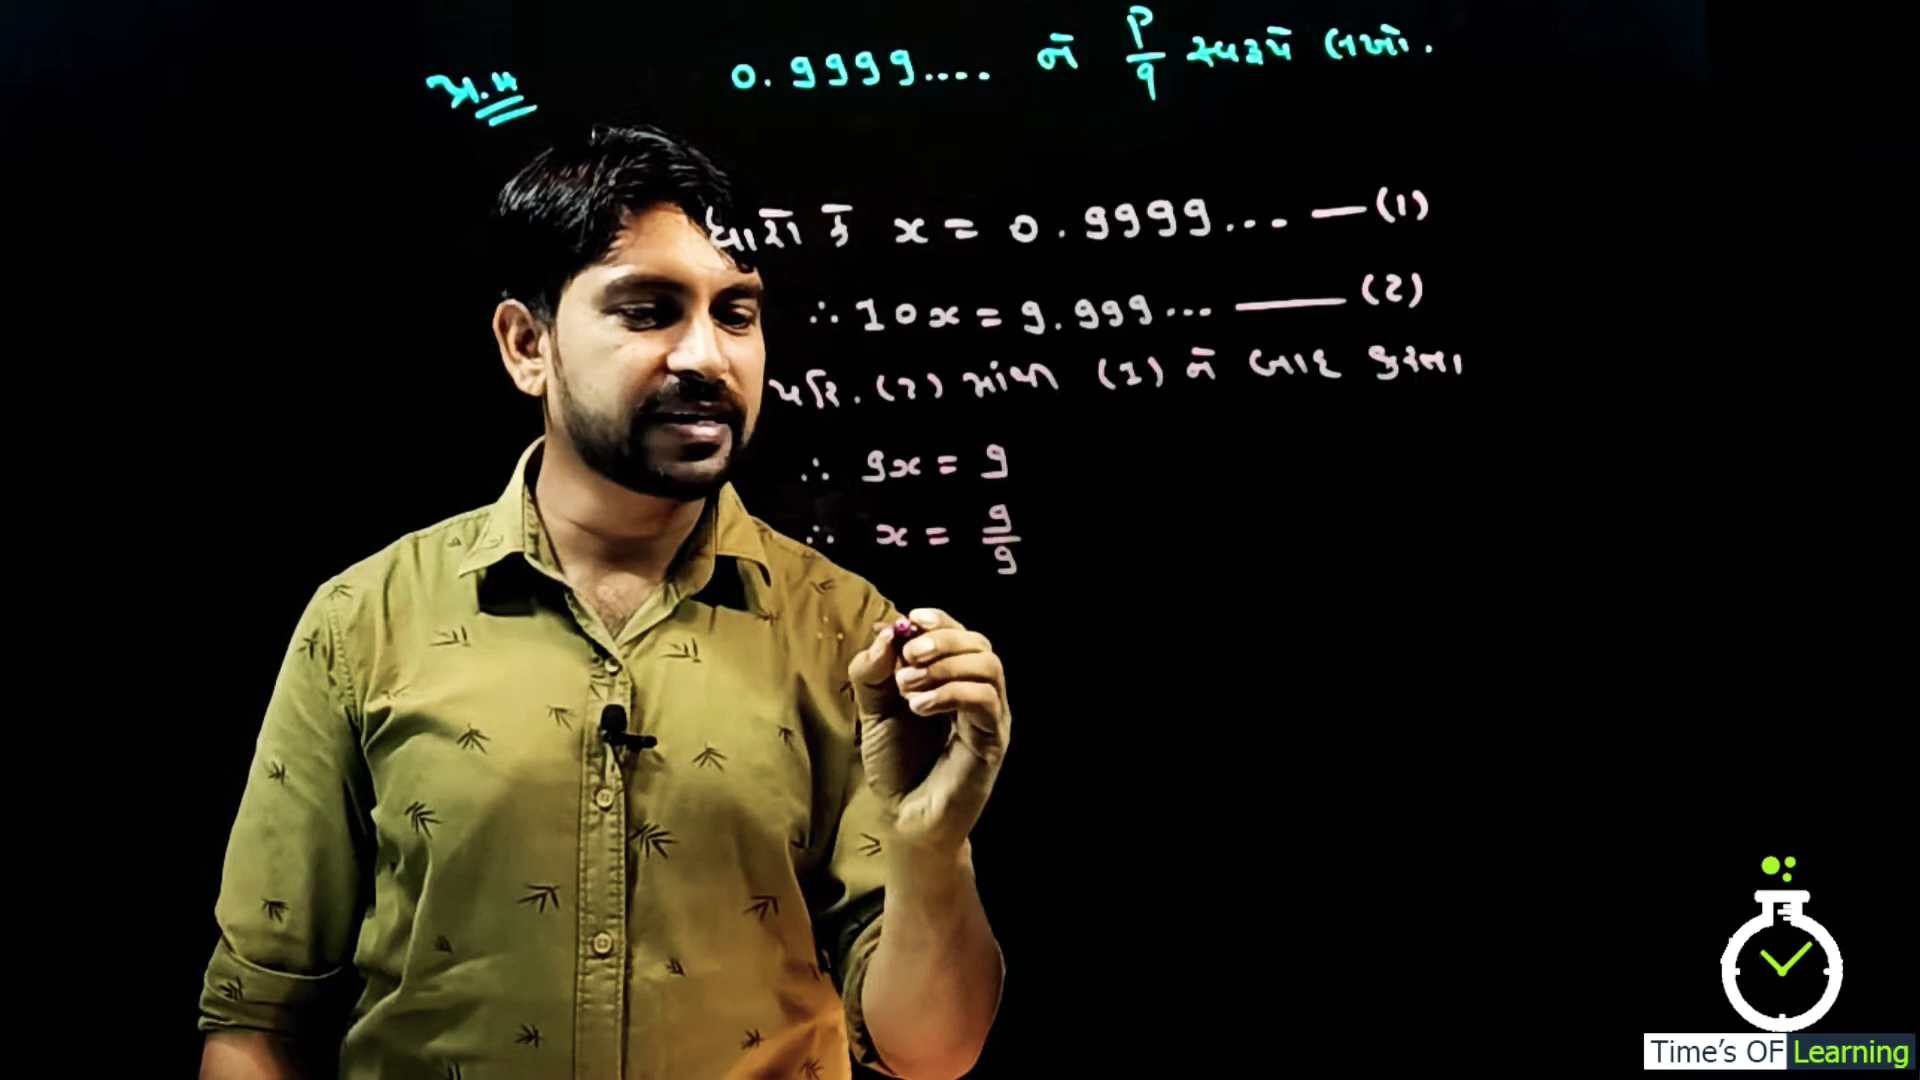 પ્ર.૫ 0.9999.... ને p/q સ્વરૂપે લખો.
ધારો કે x = 0.9999... — (1)
∴ 10x = 9.999... — (2)
પરિ. (2) માંથી (1) ને બાદ કરતા
∴ 9x = 9
∴ x = 9/9
Time's OF Learning